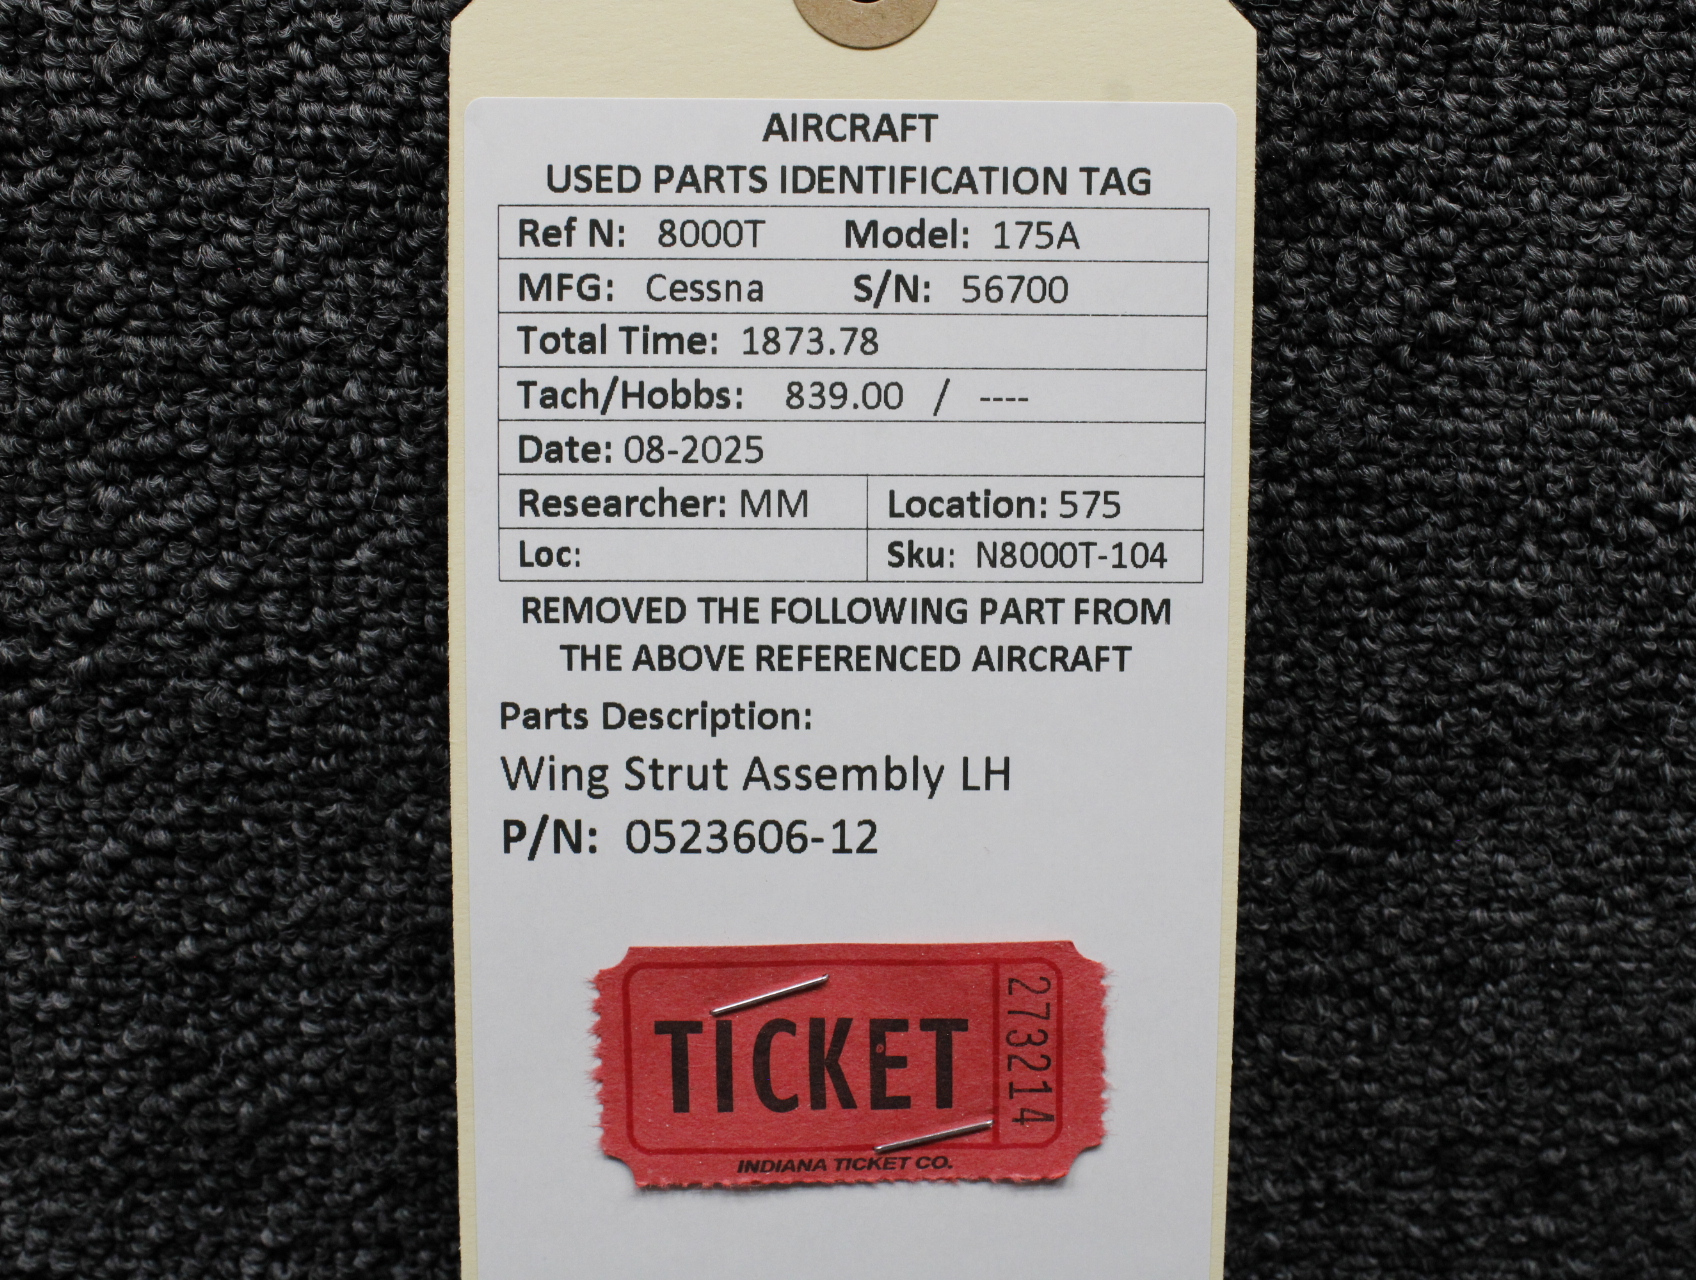 AIRCRAFT
USED PARTS IDENTIFICATION TAG
Ref N: 8000T Model: 175A
MFG: Cessna S/N: 56700
Total Time: 1873.78
Tach/Hobbs: 839.00 / ----
Date: 08-2025
Researcher: MM Location: 575
Loc: Sku: N8000T-104
REMOVED THE FOLLOWING PART FROM
THE ABOVE REFERENCED AIRCRAFT
Parts Description:
Wing Strut Assembly LH
P/N: 0523606-12
TICKET
273214
INDIANA TICKET CO.